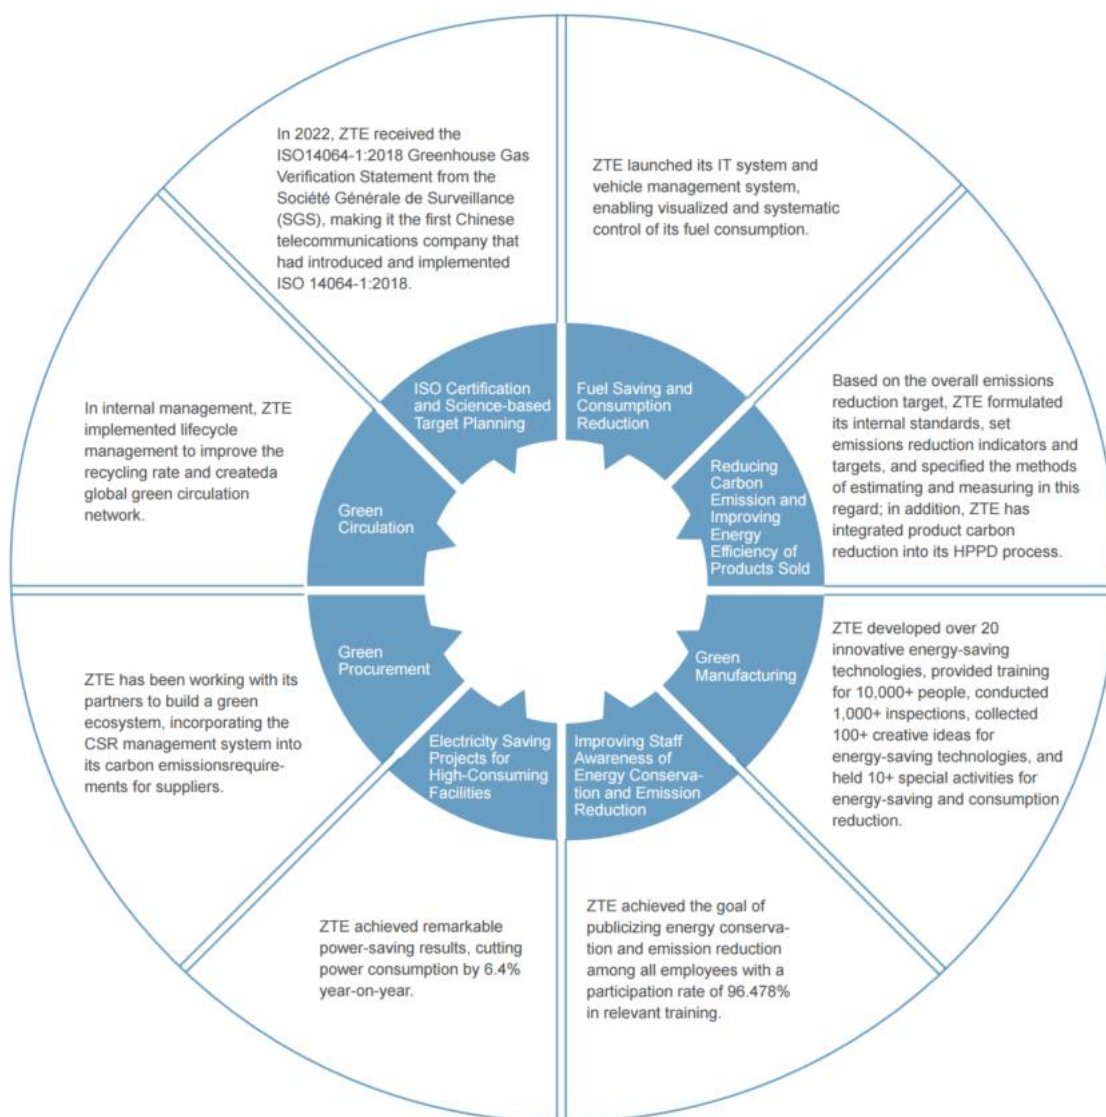 In 2022, ZTE received the
ISO14064-1:2018 Greenhouse Gas
Verification Statement from the
Société Générale de Surveillance
(SGS), making it the first Chinese
telecommunications company that
had introduced and implemented
ISO 14064-1:2018.
ZTE launched its IT system and
vehicle management system,
enabling visualized and systematic
control of its fuel consumption.
ISO Certification
and Science-based
Target Planning
Fuel Saving and
Consumption
Reduction
In internal management, ZTE
implemented lifecycle
management to improve the
recycling rate and createda
global green circulation
network.
Green
Circulation
Reducing
Carbon
Emission and
Improving
Energy
Efficiency of
Products Sold
Based on the overall emissions
reduction target, ZTE formulated
its internal standards, set
emissions reduction indicators and
targets, and specified the methods
of estimating and measuring in this
regard; in addition, ZTE has
integrated product carbon
reduction into its HPPD process.
ZTE has been working with its
partners to build a green
ecosystem, incorporating the
CSR management system into
its carbon emissionsrequire-
ments for suppliers.
Green
Procurement
Green
Manufacturing
ZTE developed over 20
innovative energy-saving
technologies, provided training
for 10,000+ people, conducted
1,000+ inspections, collected
100+ creative ideas for
energy-saving technologies, and
held 10+ special activities for
energy-saving and consumption
reduction.
Electricity Saving
Projects for
High-Consuming
Facilities
Improving Staff
Awareness of
Energy Conserva-
tion and Emission
Reduction
ZTE achieved remarkable
power-saving results, cutting
power consumption by 6.4%
year-on-year.
ZTE achieved the goal of
publicizing energy conserva-
tion and emission reduction
among all employees with a
participation rate of 96.478%
in relevant training.